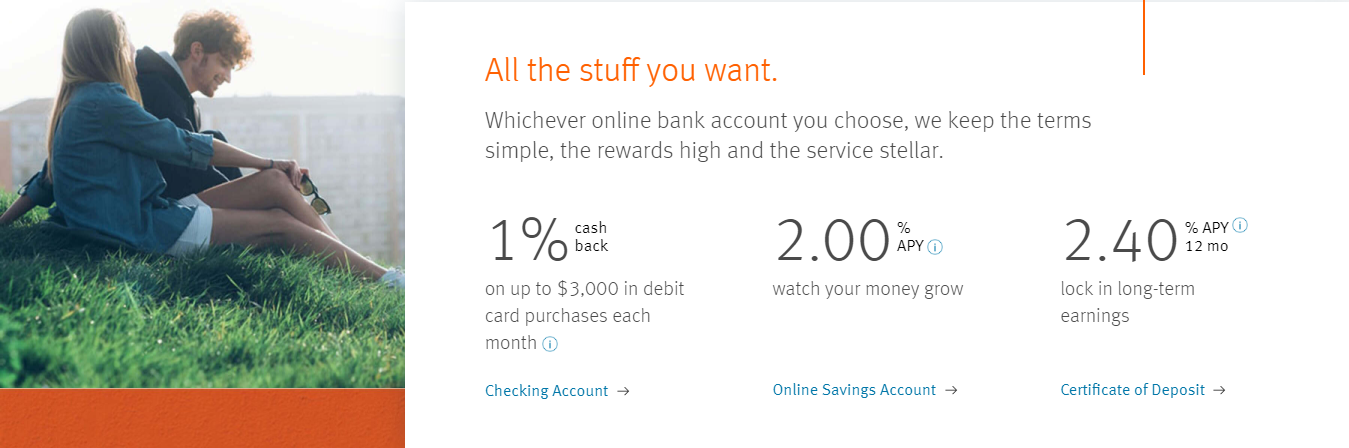 All the stuff you want.
Whichever online bank account you choose, we keep the terms
simple, the rewards high and the service stellar.
1% cash back
on up to $3,000 in debit
card purchases each
month
Checking Account →
2.00 % APY
watch your money grow
Online Savings Account →
2.40 % APY 12 mo
lock in long-term
earnings
Certificate of Deposit →